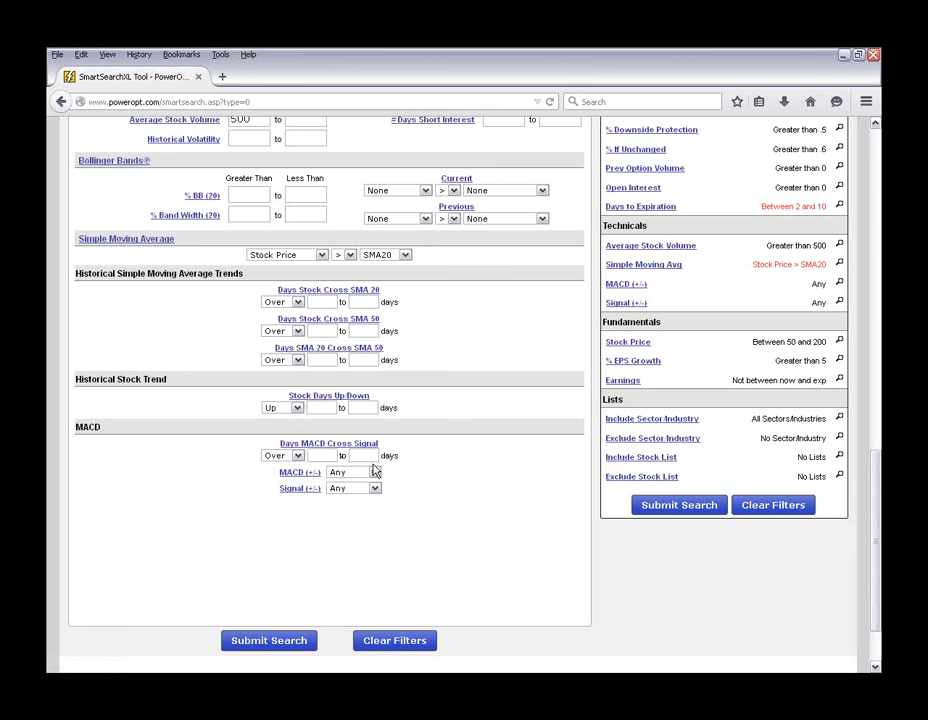 File Edit View History Bookmarks Tools Help
SmartSearchXL Tool - PowerO... × +
www.poweropt.com/smartsearch.asp?type=0 Search
Average Stock Volume 500 to #Days Short Interest to
Historical Volatility to
Bollinger Bands®
Greater Than Less Than Current
% BB (20) to None > None
Previous
% Band Width (20) to None > None
Simple Moving Average
Stock Price > SMA20
Historical Simple Moving Average Trends
Days Stock Cross SMA 20
Over to days
Days Stock Cross SMA 50
Over to days
Days SMA 20 Cross SMA 50
Over to days
Historical Stock Trend
Stock Days Up/Down
Up to days
MACD
Days MACD Cross Signal
Over to days
MACD (+/-) Any
Signal (+/-) Any
Submit Search Clear Filters
% Downside Protection Greater than .5
% If Unchanged Greater than .6
Prev Option Volume Greater than 0
Open Interest Greater than 0
Days to Expiration Between 2 and 10
Technicals
Average Stock Volume Greater than 500
Simple Moving Avg Stock Price > SMA20
MACD (+/-) Any
Signal (+/-) Any
Fundamentals
Stock Price Between 50 and 200
% EPS Growth Greater than 5
Earnings Not between now and exp
Lists
Include Sector/Industry All Sectors/Industries
Exclude Sector/Industry No Sector/Industry
Include Stock List No Lists
Exclude Stock List No Lists
Submit Search Clear Filters